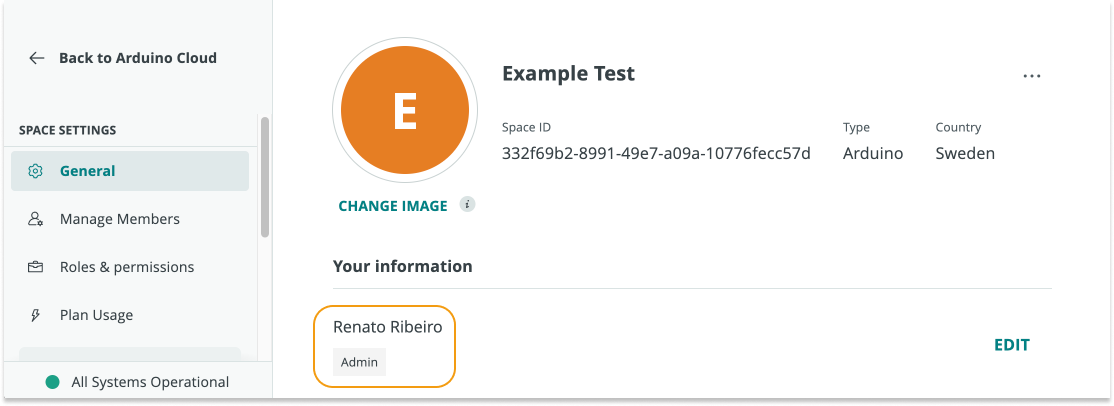 Back to Arduino Cloud
SPACE SETTINGS
General
Manage Members
Roles & permissions
Plan Usage
All Systems Operational
E
CHANGE IMAGE i
Example Test
...
Space ID Type Country
332f69b2-8991-49e7-a09a-10776fecc57d Arduino Sweden
Your information
Renato Ribeiro
Admin
EDIT